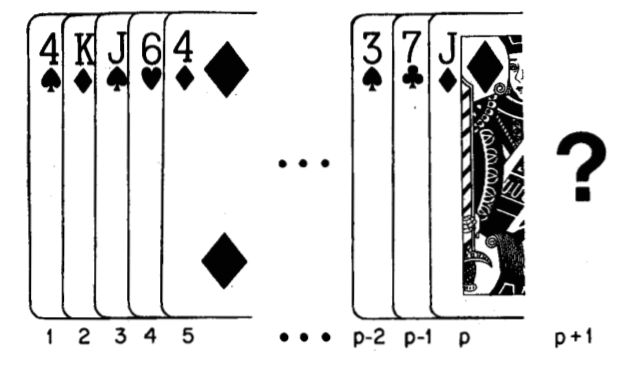 4 K J 6 4 3 7 J
♠ ♦ ♠ ♥ ♦ ... ♠ ♣ ♦ ?
1 2 3 4 5 ... p-2 p-1 p p+1